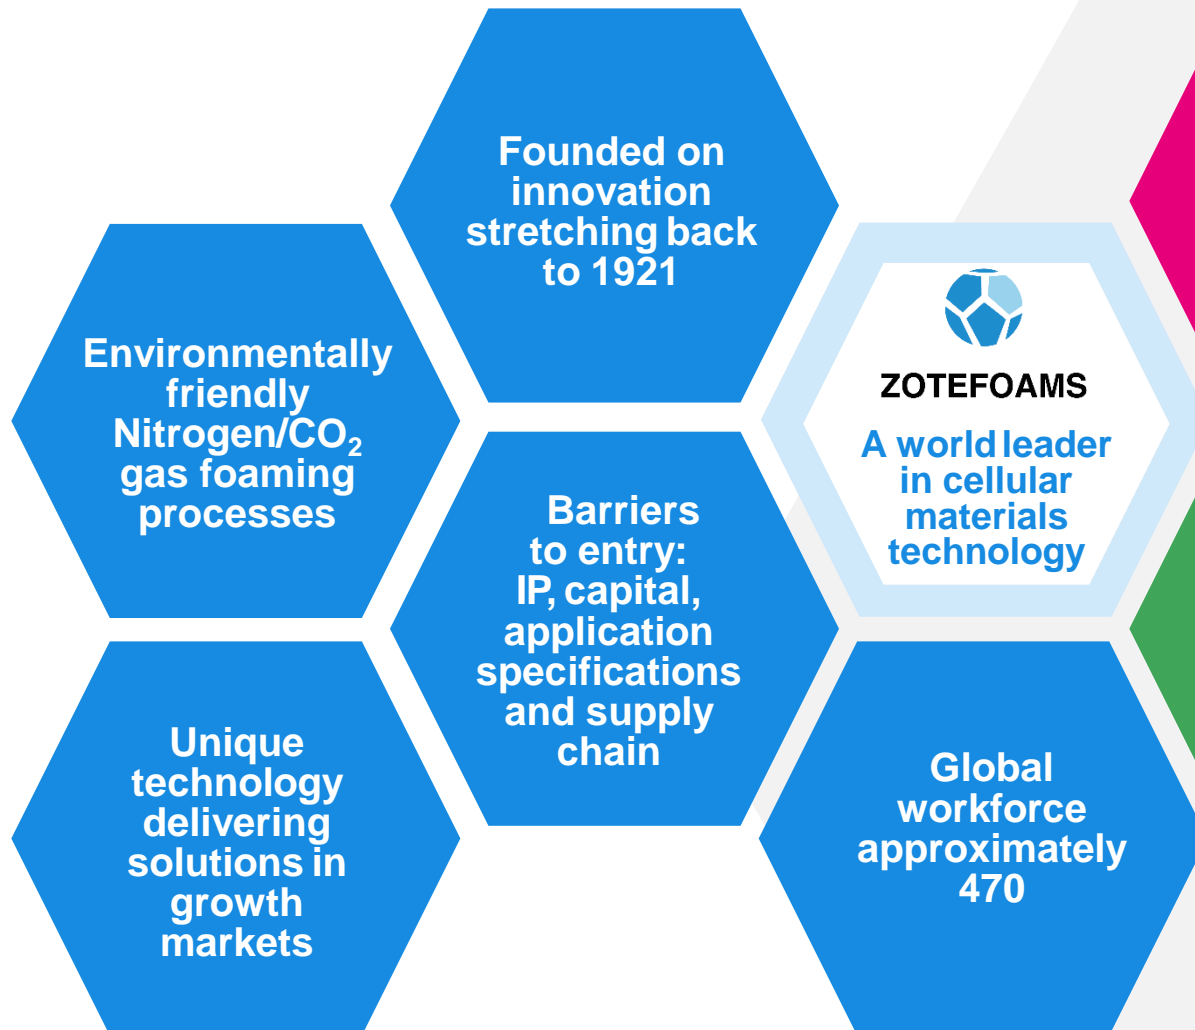 Founded on
innovation
stretching back
to 1921
Environmentally
friendly
Nitrogen/CO₂
gas foaming
processes
ZOTEFOAMS
A world leader
in cellular
materials
technology
Barriers
to entry:
IP, capital,
application
specifications
and supply
chain
Unique
technology
delivering
solutions in
growth
markets
Global
workforce
approximately
470